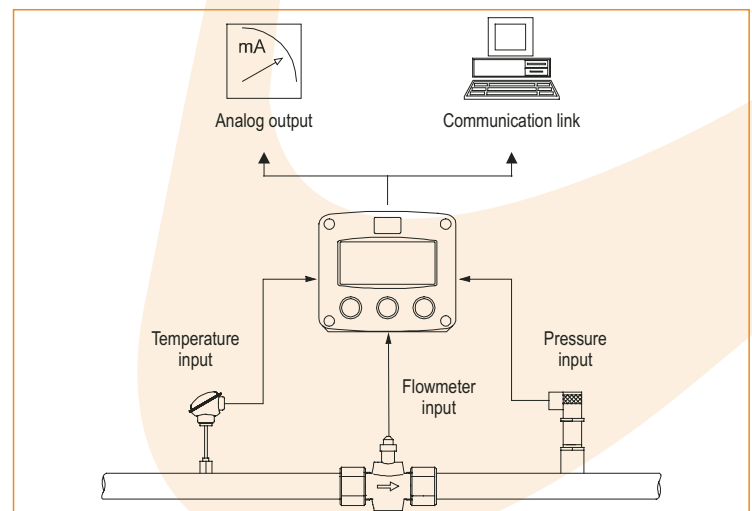 mA
Analog output
Communication link
Temperature
input
Flowmeter
input
Pressure
input